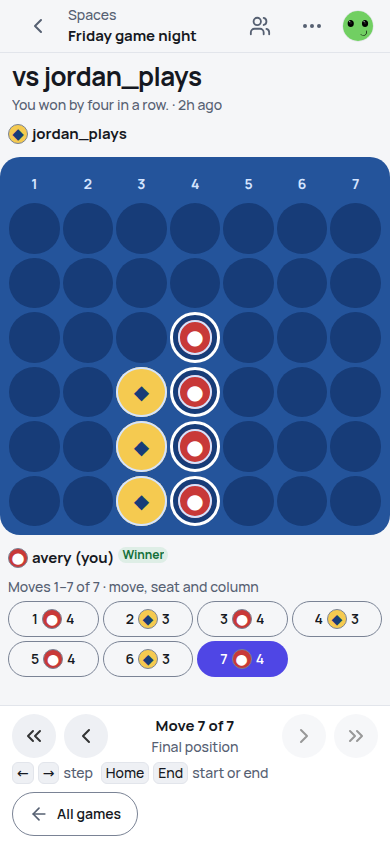 Spaces
Friday game night
vs jordan_plays
You won by four in a row. · 2h ago
jordan_plays
1 2 3 4 5 6 7
avery (you) Winner
Moves 1–7 of 7 · move, seat and column
1 4 2 3 3 4 4 3
5 4 6 3 7 4
Move 7 of 7
Final position
← → step Home End start or end
← All games